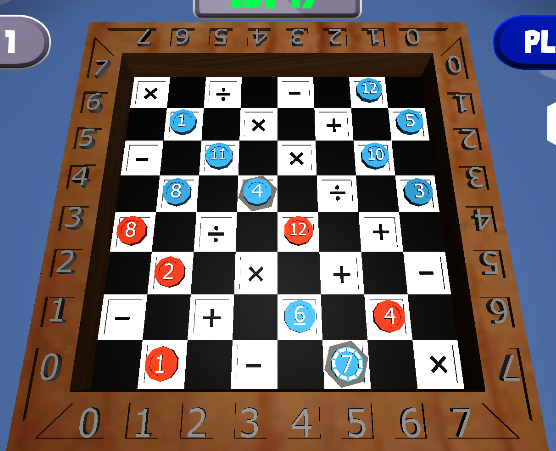 1
PL
7 6 5 4 3 2 1 0
7 × ÷ − 12 0
6 1 × + 5 1
5 − 11 × 10 2
4 8 4 ÷ 3 3
3 8 ÷ 12 + 4
2 2 × + − 5
1 − + 6 4 6
0 1 − 7 × 7
0 1 2 3 4 5 6 7